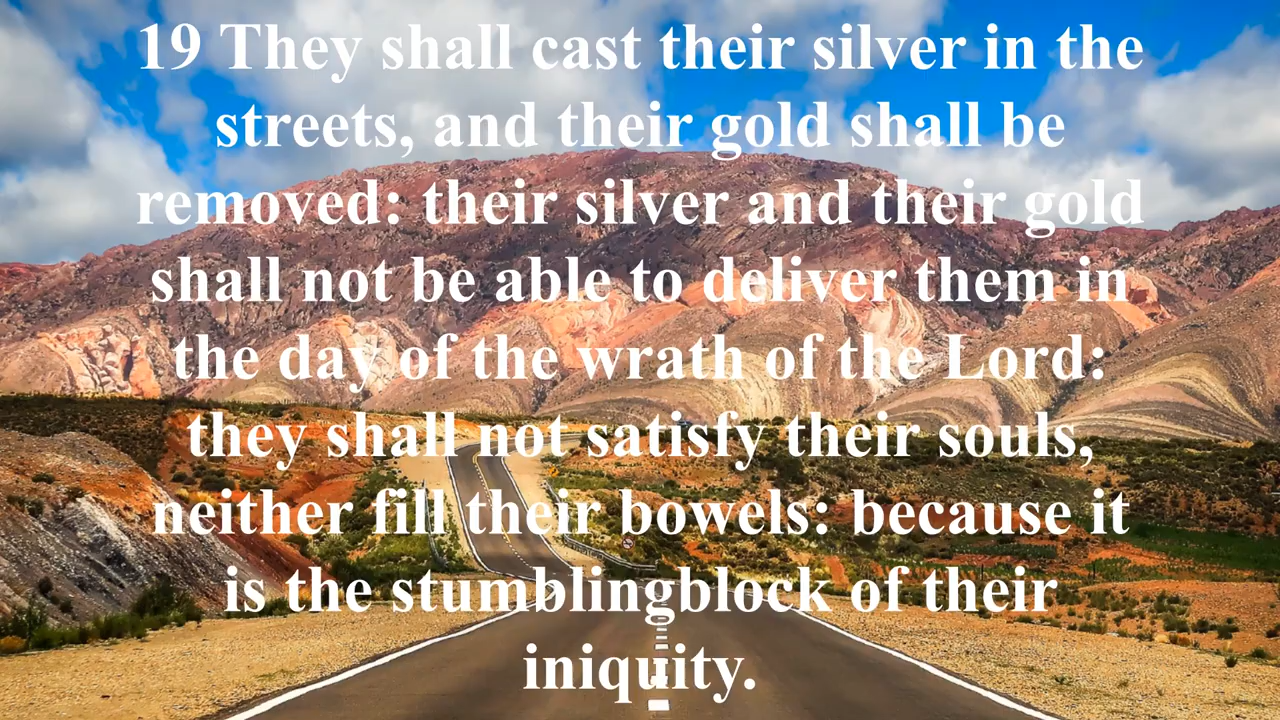 19 They shall cast their silver in the
streets, and their gold shall be
removed: their silver and their gold
shall not be able to deliver them in
the day of the wrath of the Lord:
they shall not satisfy their souls,
neither fill their bowels: because it
is the stumblingblock of their
iniquity.